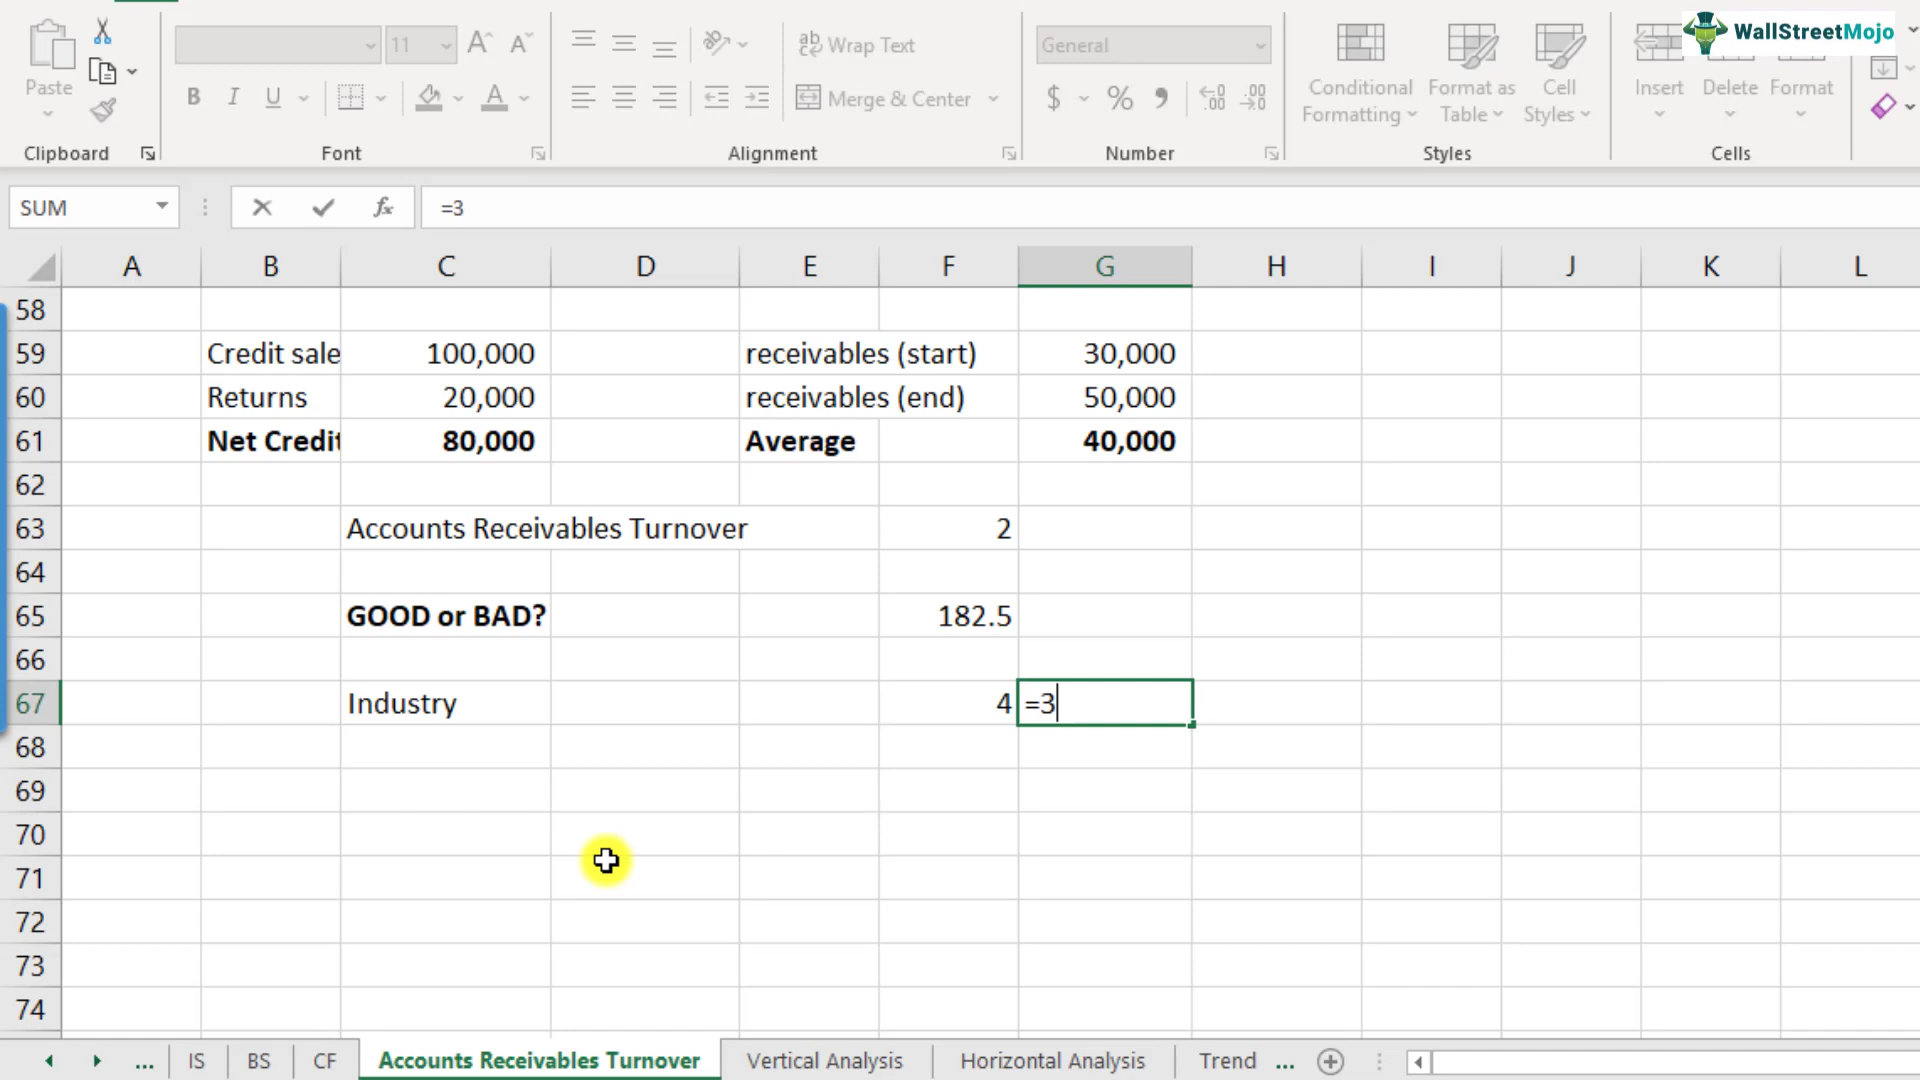 WallStreetMojo
11
ab Wrap Text
General
Paste
B I U
Merge & Center
$ % 9
Conditional Formatting
Format as Table
Cell Styles
Insert
Delete
Format
Clipboard
Font
Alignment
Number
Styles
Cells
SUM
fx
=3
A B C D E F G H I J K L
58
59 Credit sale 100,000 receivables (start) 30,000
60 Returns 20,000 receivables (end) 50,000
61 Net Credit 80,000 Average 40,000
62
63 Accounts Receivables Turnover 2
64
65 GOOD or BAD? 182.5
66
67 Industry 4 =3
68
69
70
71
72
73
74
... IS BS CF Accounts Receivables Turnover Vertical Analysis Horizontal Analysis Trend ...